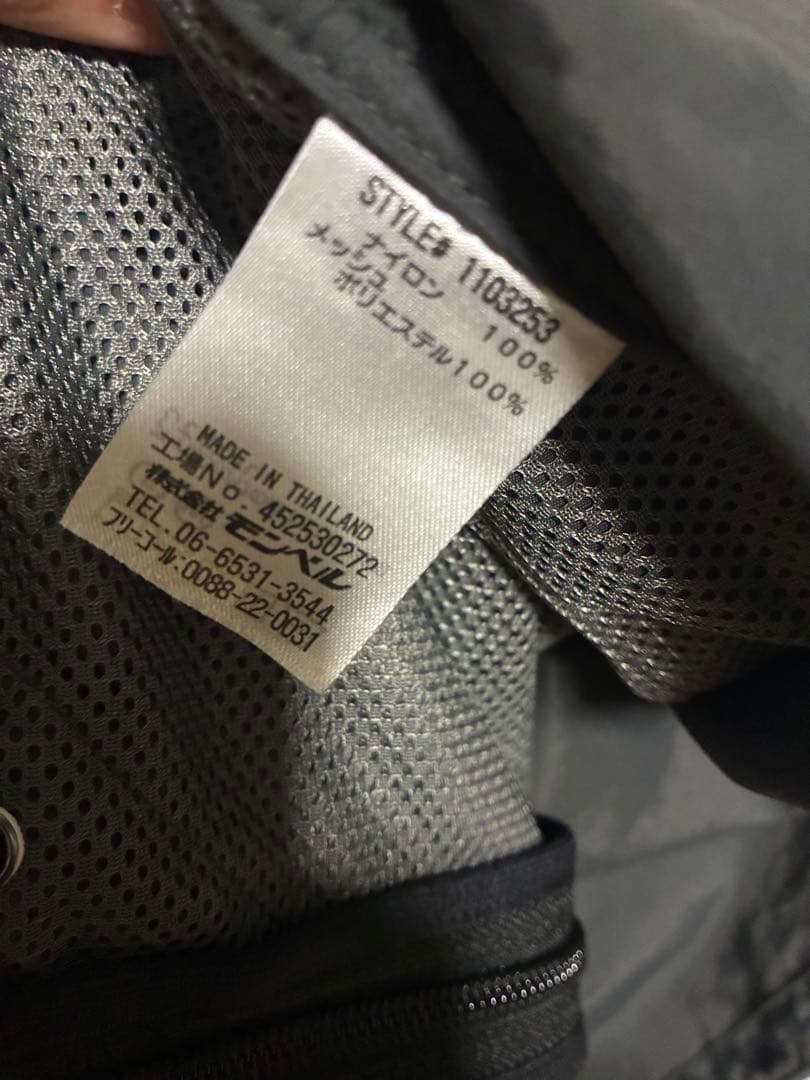 STYLE# 1103253
ナイロン 100%
メッシュ
ポリエステル100%
MADE IN THAILAND
工場No. 452530272
株式会社 モンベル
TEL. 06-6531-3544
フリーコール:0088-22-0031